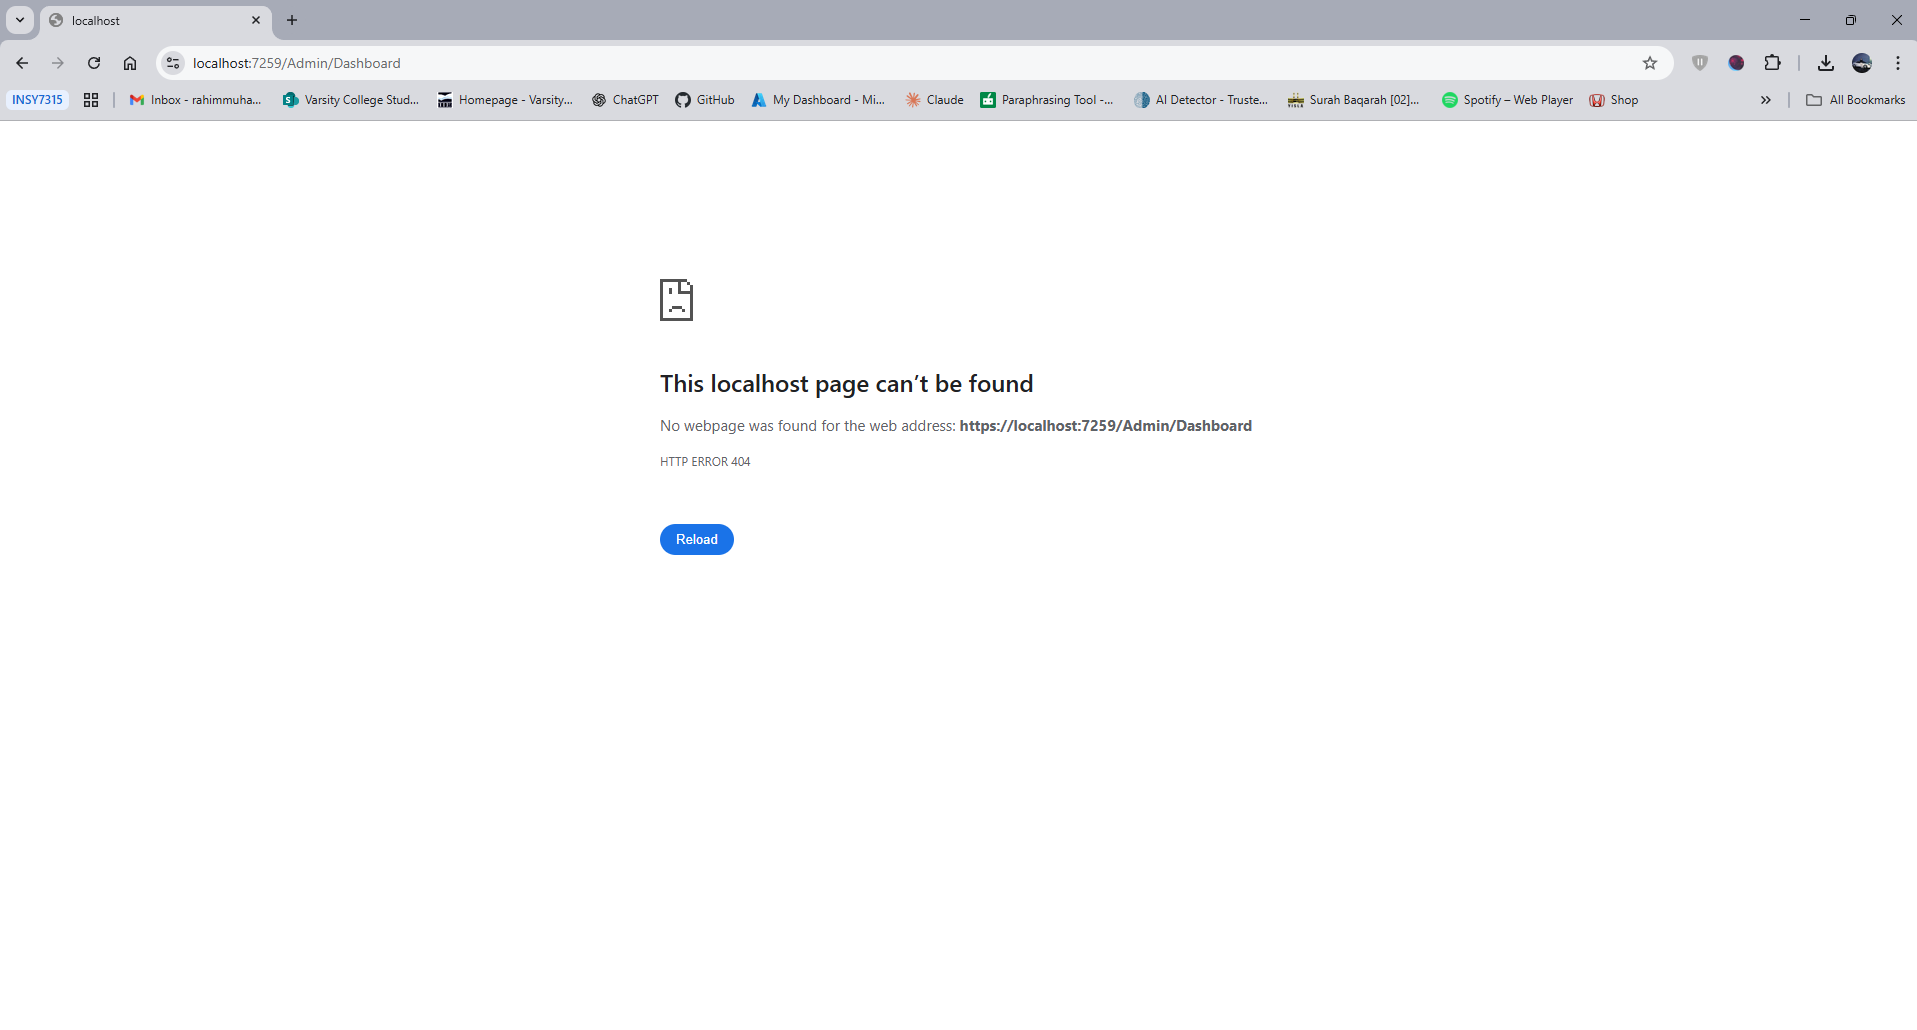 localhost
localhost:7259/Admin/Dashboard
INSY7315
Inbox - rahimmuha...
Varsity College Stud...
Homepage - Varsity...
ChatGPT
GitHub
My Dashboard - Mi...
Claude
Paraphrasing Tool -...
AI Detector - Truste...
Surah Baqarah [02]...
Spotify – Web Player
Shop
All Bookmarks
This localhost page can’t be found
No webpage was found for the web address: https://localhost:7259/Admin/Dashboard
HTTP ERROR 404
Reload